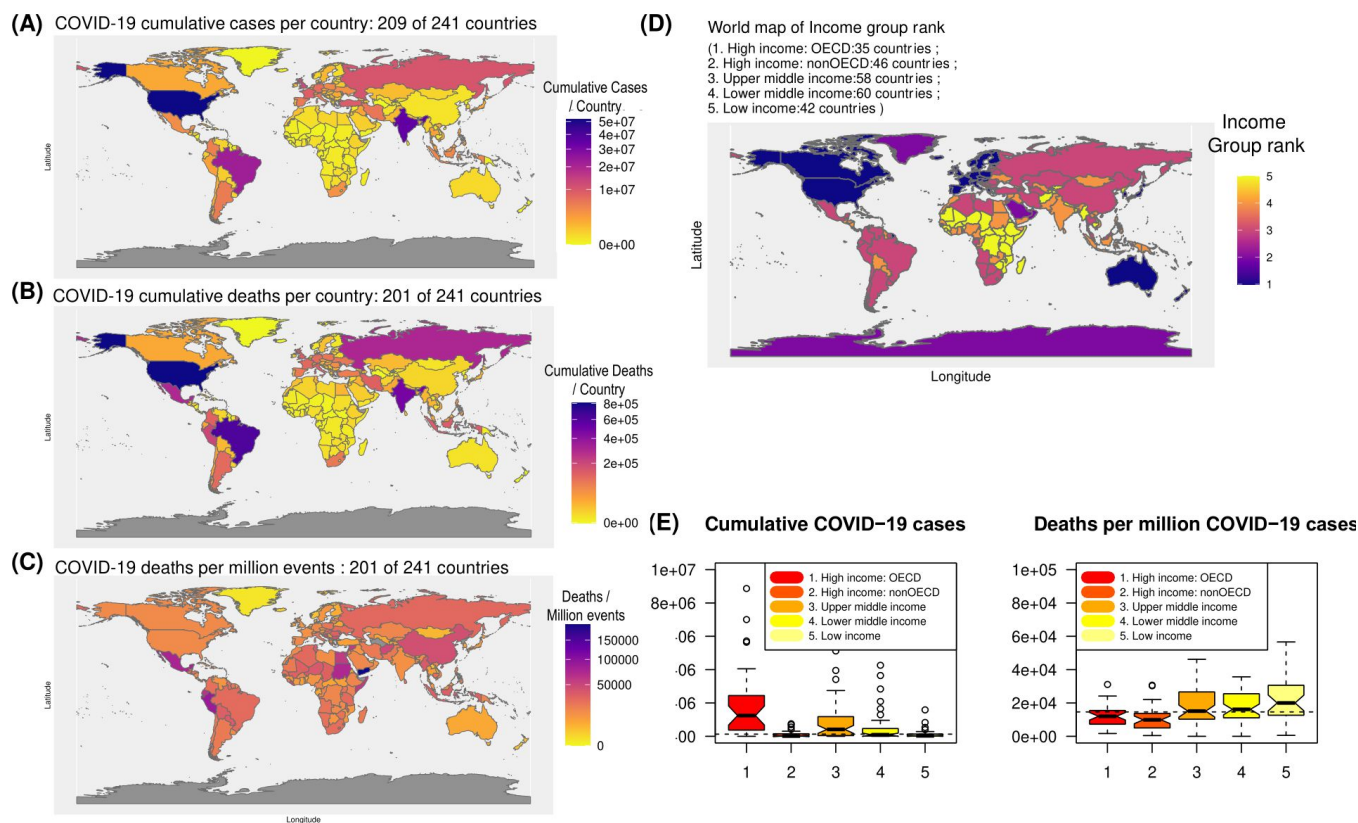 (A) COVID-19 cumulative cases per country: 209 of 241 countries
Cumulative Cases
/ Country
5e+07
3e+07
2e+07
1e+07
0e+00
Latitude
(B) COVID-19 cumulative deaths per country: 201 of 241 countries
Cumulative Deaths
/ Country
8e+05
6e+05
4e+05
2e+05
0e+00
Latitude
(C) COVID-19 deaths per million events : 201 of 241 countries
Deaths /
Million events
150000
100000
50000
0
Latitude
Longitude
(D) World map of Income group rank
(1. High income: OECD:35 countries ;
2. High income: nonOECD:46 countries ;
3. Upper middle income:58 countries ;
4. Lower middle income:60 countries ;
5. Low income:42 countries )
Income
Group rank
5
4
3
2
1
Latitude
Longitude
(E) Cumulative COVID−19 cases
1e+07
8e+06
06
06
06
00
1. High income: OECD
2. High income: nonOECD
3. Upper middle income
4. Lower middle income
5. Low income
1 2 3 4 5
Deaths per million COVID−19 cases
1e+05
8e+04
6e+04
4e+04
2e+04
0e+00
1. High income: OECD
2. High income: nonOECD
3. Upper middle income
4. Lower middle income
5. Low income
1 2 3 4 5